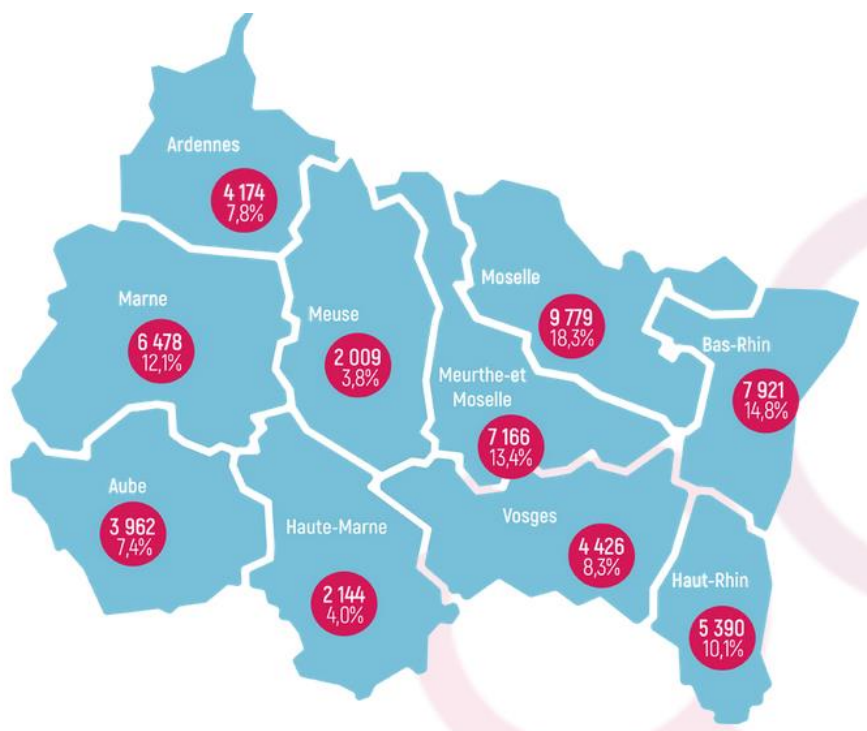 Ardennes
4 174
7,8%
Marne
6 478
12,1%
Meuse
2 009
3,8%
Moselle
9 779
18,3%
Meurthe-et
Moselle
7 166
13,4%
Bas-Rhin
7 921
14,8%
Aube
3 962
7,4%
Haute-Marne
2 144
4,0%
Vosges
4 426
8,3%
Haut-Rhin
5 390
10,1%